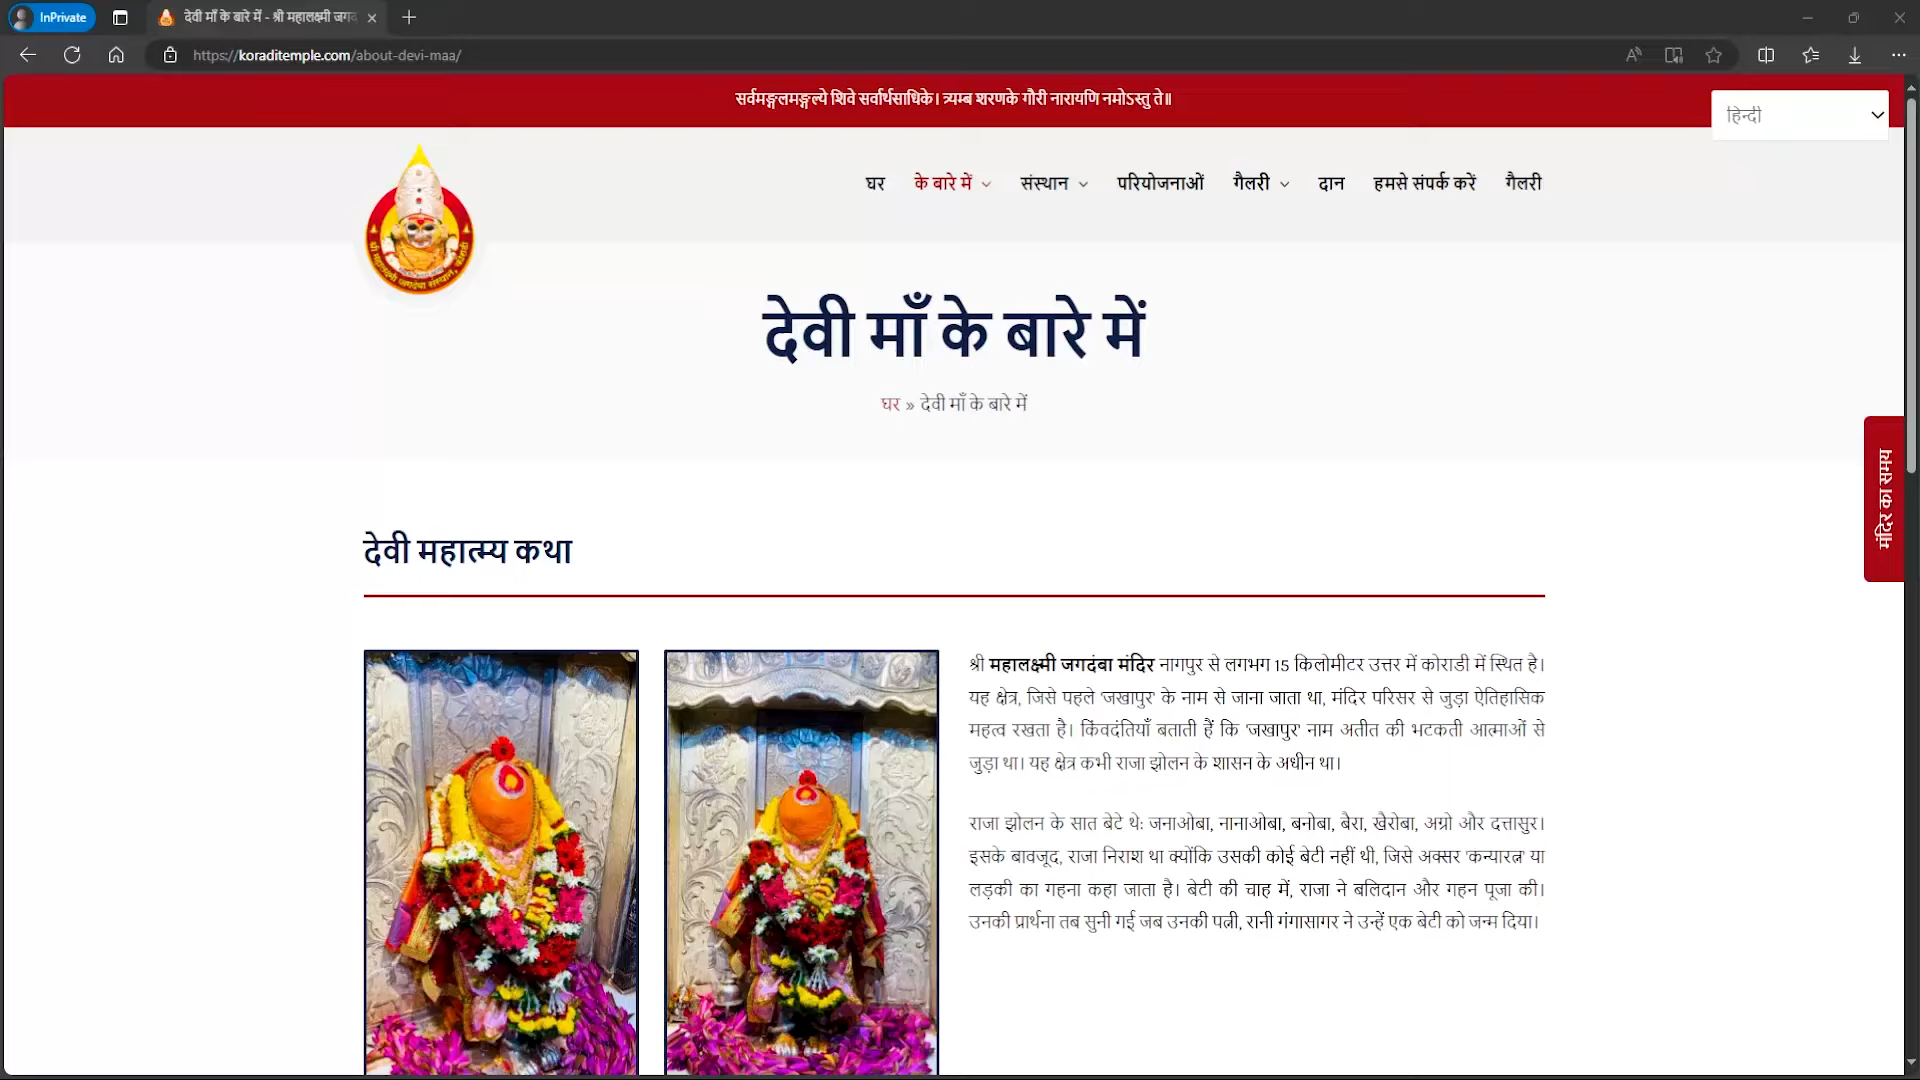 InPrivate
देवी माँ के बारे में - श्री महालक्ष्मी जगद
https://koraditemple.com/about-devi-maa/
सर्वमङ्गलमङ्गल्ये शिवे सर्वार्थसाधिके। त्र्यम्ब शरणके गौरी नारायणि नमोऽस्तु ते॥
हिन्दी
घर के बारे में संस्थान परियोजनाओं गैलरी दान हमसे संपर्क करें गैलरी
श्री महालक्ष्मी जगदंबा संस्थान, कोराडी
देवी माँ के बारे में
घर » देवी माँ के बारे में
मंदिर का समय
देवी महात्म्य कथा
श्री महालक्ष्मी जगदंबा मंदिर नागपुर से लगभग 15 किलोमीटर उत्तर में कोराडी में स्थित है।
यह क्षेत्र, जिसे पहले 'जखापुर' के नाम से जाना जाता था, मंदिर परिसर से जुड़ा ऐतिहासिक
महत्व रखता है। किंवदंतियाँ बताती हैं कि 'जखापुर' नाम अतीत की भटकती आत्माओं से
जुड़ा था। यह क्षेत्र कभी राजा झोलन के शासन के अधीन था।
राजा झोलन के सात बेटे थे: जनाओबा, नानाओबा, बनोबा, बैरा, खैरोबा, अग्रो और दत्तासुर।
इसके बावजूद, राजा निराश था क्योंकि उसकी कोई बेटी नहीं थी, जिसे अक्सर 'कन्यारत्न' या
लड़की का गहना कहा जाता है। बेटी की चाह में, राजा ने बलिदान और गहन पूजा की।
उनकी प्रार्थना तब सुनी गई जब उनकी पत्नी, रानी गंगासागर ने उन्हें एक बेटी को जन्म दिया।